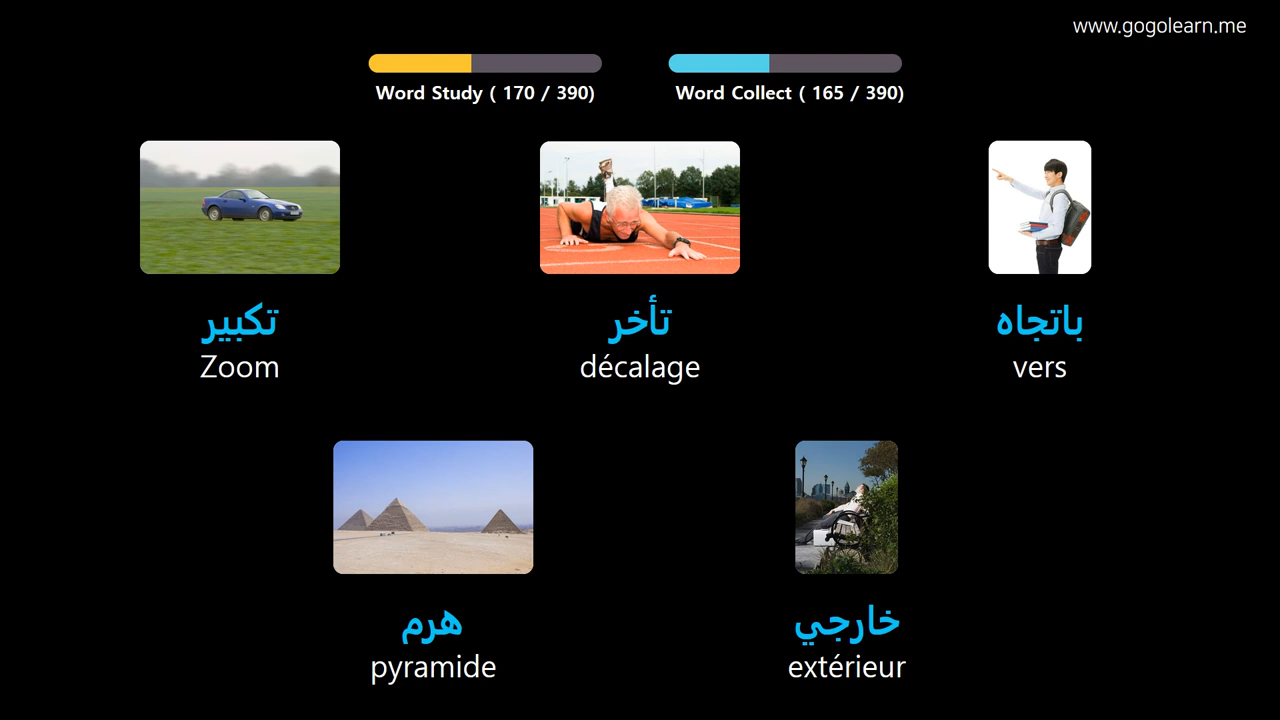 www.gogolearn.me
Word Study ( 170 / 390)
Word Collect ( 165 / 390)
تكبير
Zoom
تأخر
décalage
باتجاه
vers
هرم
pyramide
خارجي
extérieur